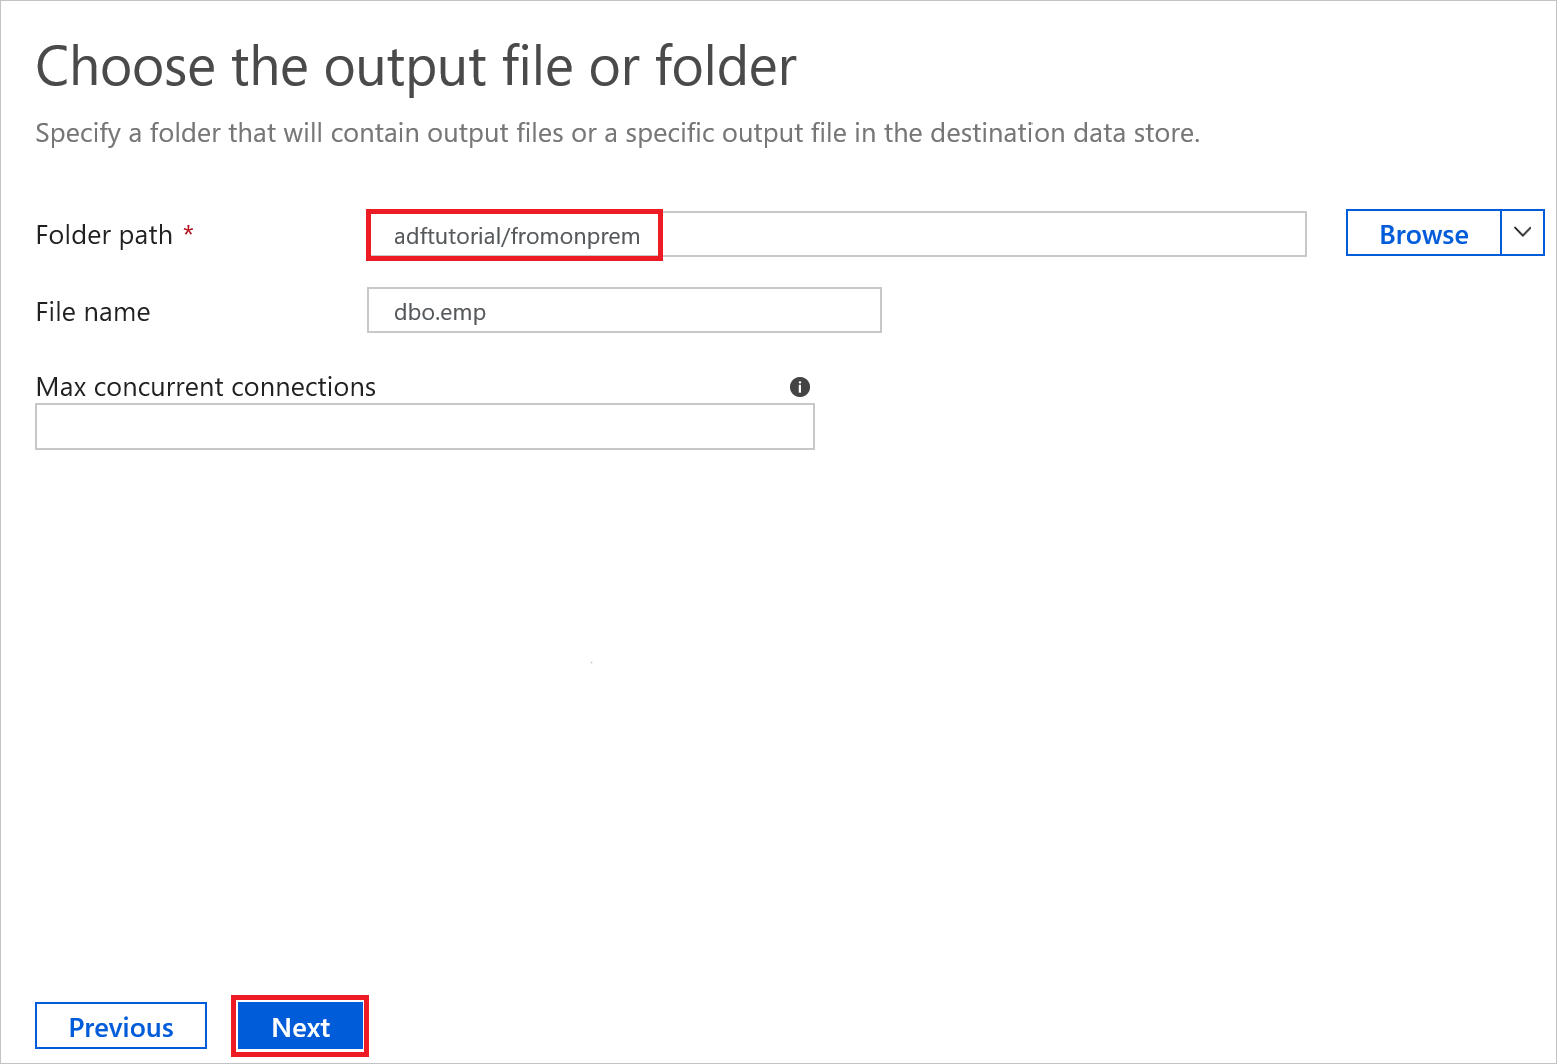 Choose the output file or folder
Specify a folder that will contain output files or a specific output file in the destination data store.
Folder path * adftutorial/fromonprem Browse
File name dbo.emp
Max concurrent connections i
Previous Next